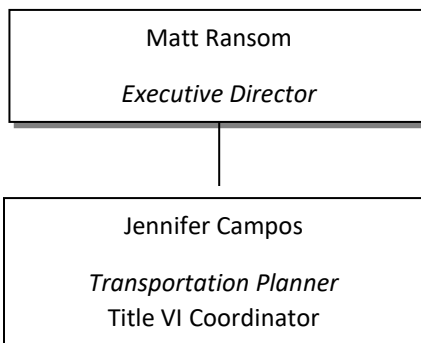 Matt Ransom
Executive Director
Jennifer Campos
Transportation Planner
Title VI Coordinator